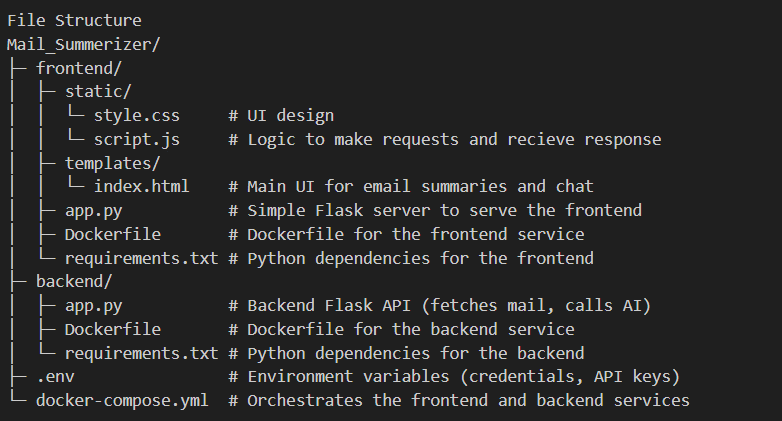 File Structure
Mail_Summerizer/
├─ frontend/
│  ├─ static/
│  │  └─ style.css     # UI design
│  │  └─ script.js     # Logic to make requests and recieve response
│  ├─ templates/
│  │  └─ index.html    # Main UI for email summaries and chat
│  ├─ app.py           # Simple Flask server to serve the frontend
│  ├─ Dockerfile       # Dockerfile for the frontend service
│  └─ requirements.txt # Python dependencies for the frontend
├─ backend/
│  ├─ app.py           # Backend Flask API (fetches mail, calls AI)
│  ├─ Dockerfile       # Dockerfile for the backend service
│  └─ requirements.txt # Python dependencies for the backend
├─ .env                # Environment variables (credentials, API keys)
└─ docker-compose.yml  # Orchestrates the frontend and backend services